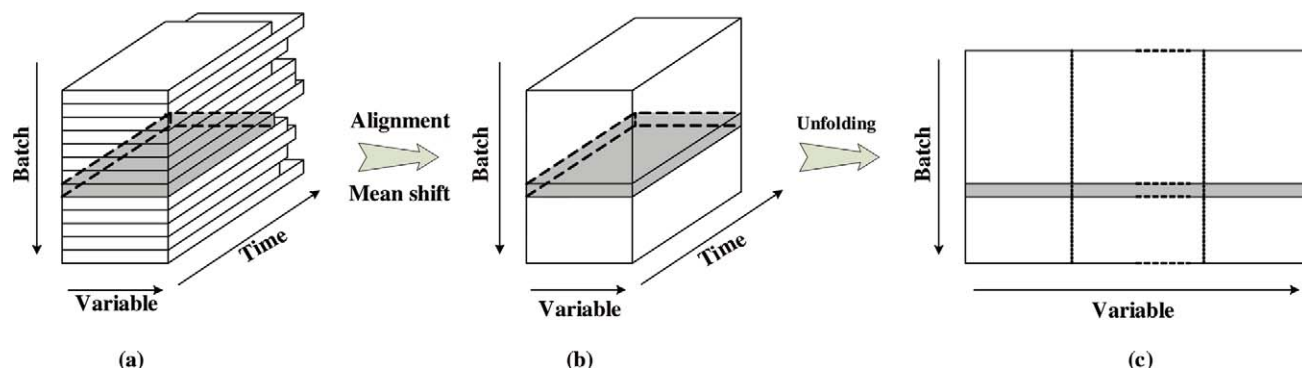 Batch
Variable
Time
(a)
Alignment
Mean shift
Batch
Variable
Time
(b)
Unfolding
Batch
Variable
(c)